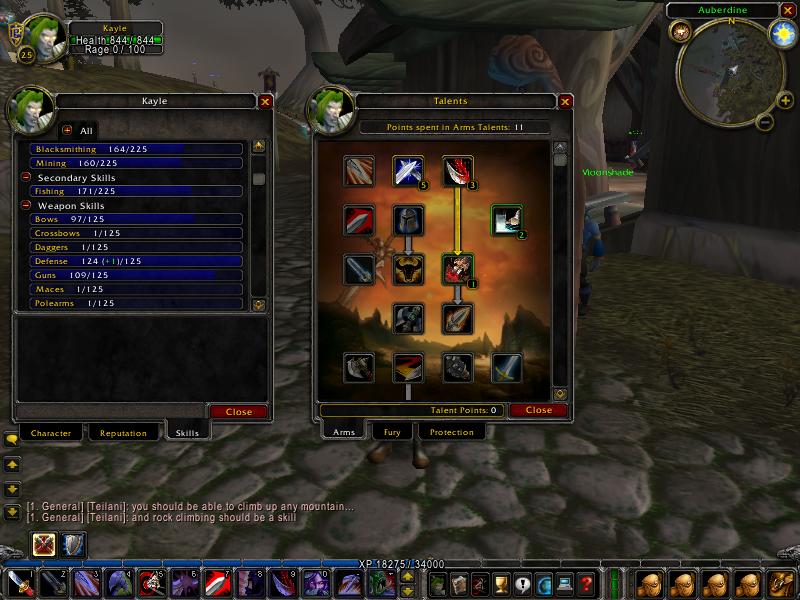 Kayle
Health 844 / 844
Rage 0 / 100
25
Auberdine
N
Kayle
Talents
All
Points spent in Arms Talents: 11
Blacksmithing 164/225
Mining 160/225
Secondary Skills
Fishing 171/225
Weapon Skills
Bows 97/125
Crossbows 1/125
Daggers 1/125
Defense 124 (+1)/125
Guns 109/125
Maces 1/125
Polearms 1/125
5
3
2
1
Moonshade
Close
Talent Points: 0
Close
Character
Reputation
Skills
Arms
Fury
Protection
[1. General] [Teilani]: you should be able to climb up any mountain...
[1. General] [Teilani]: and rock climbing should be a skill
XP 18275 / 34000